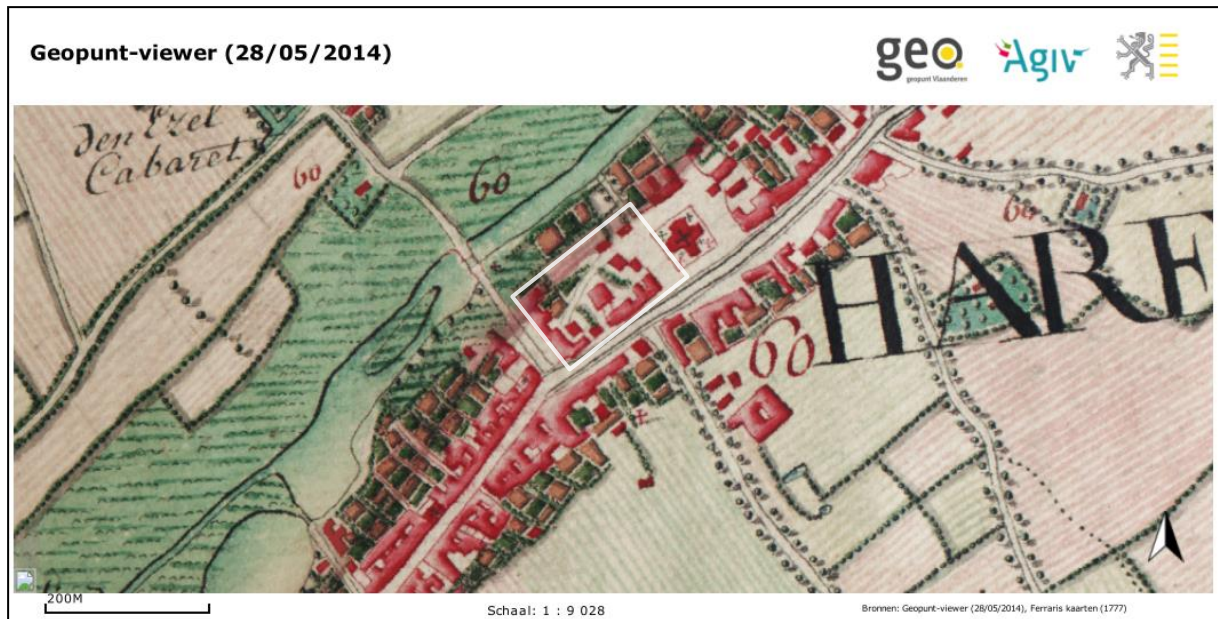 Geopunt-viewer (28/05/2014)
geo
geopunt Vlaanderen
Agiv
den Ezel
Cabaret
60
60
60
60
HARE
200M
Schaal: 1 : 9 028
Bronnen: Geopunt-viewer (28/05/2014), Ferraris kaarten (1777)